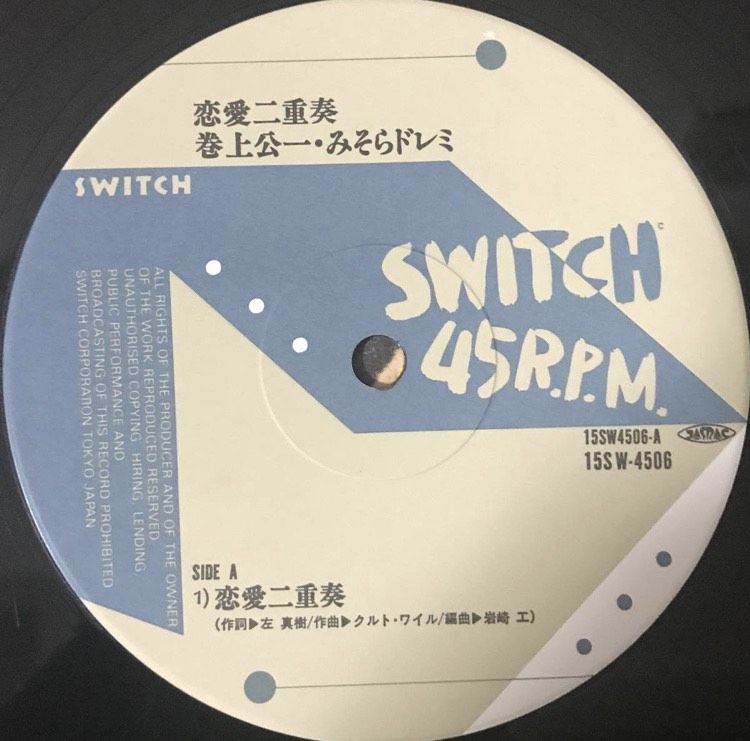 恋愛二重奏
巻上公一・みそらドレミ
SWITCH
SWITCH ©
45R.P.M.
15SW4506-A
JASRAC
15SW-4506
ALL RIGHTS OF THE PRODUCER AND OF THE OWNER
OF THE WORK REPRODUCED RESERVED
UNAUTHORISED COPYING HIRING LENDING
PUBLIC PERFORMANCE AND
BROADCASTING OF THIS RECORD PROHIBITED
SWITCH CORPORATION TOKYO JAPAN
SIDE A
1)恋愛二重奏
(作詞▶左 真樹/作曲▶クルト・ワイル/編曲▶岩崎 工)